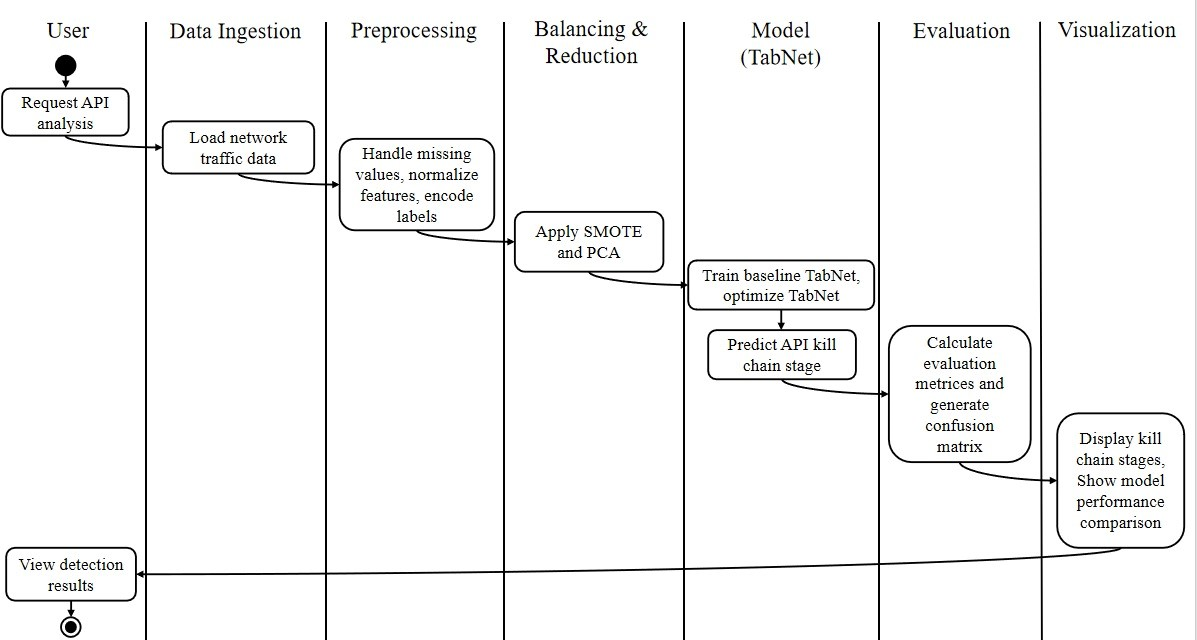 User
Data Ingestion
Preprocessing
Balancing &
Reduction
Model
(TabNet)
Evaluation
Visualization
Request API
analysis
Load network
traffic data
Handle missing
values, normalize
features, encode
labels
Apply SMOTE
and PCA
Train baseline TabNet,
optimize TabNet
Predict API kill
chain stage
Calculate
evaluation
metrices and
generate
confusion
matrix
Display kill
chain stages,
Show model
performance
comparison
View detection
results